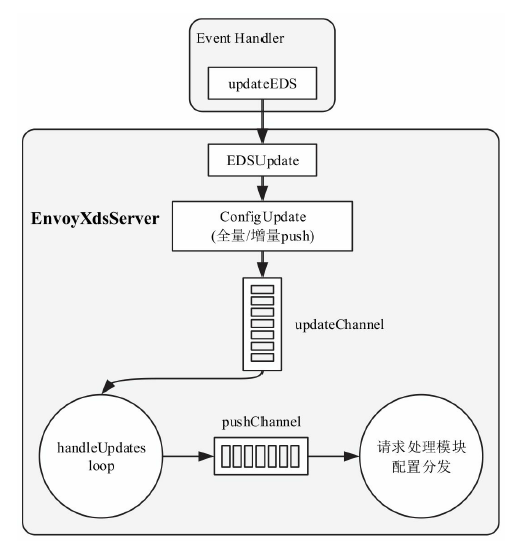 Event Handler
updateEDS
EDSUpdate
EnvoyXdsServer
ConfigUpdate
(全量/增量push)
updateChannel
pushChannel
handleUpdates
loop
请求处理模块
配置分发